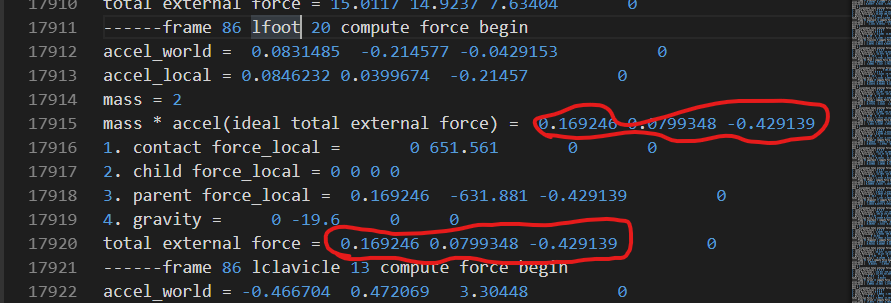 17910 total external force = 15.0117 14.9237 7.63404 0
17911 ------frame 86 lfoot 20 compute force begin
17912 accel_world = 0.0831485 -0.214577 -0.0429153 0
17913 accel_local = 0.0846232 0.0399674 -0.21457 0
17914 mass = 2
17915 mass * accel(ideal total external force) = 0.169246 0.0799348 -0.429139
17916 1. contact force_local = 0 651.561 0 0
17917 2. child force_local = 0 0 0 0
17918 3. parent force_local = 0.169246 -631.881 -0.429139 0
17919 4. gravity = 0 -19.6 0 0
17920 total external force = 0.169246 0.0799348 -0.429139 0
17921 ------frame 86 lclavicle 13 compute force begin
17922 accel_world = -0.466704 0.472069 3.30448 0